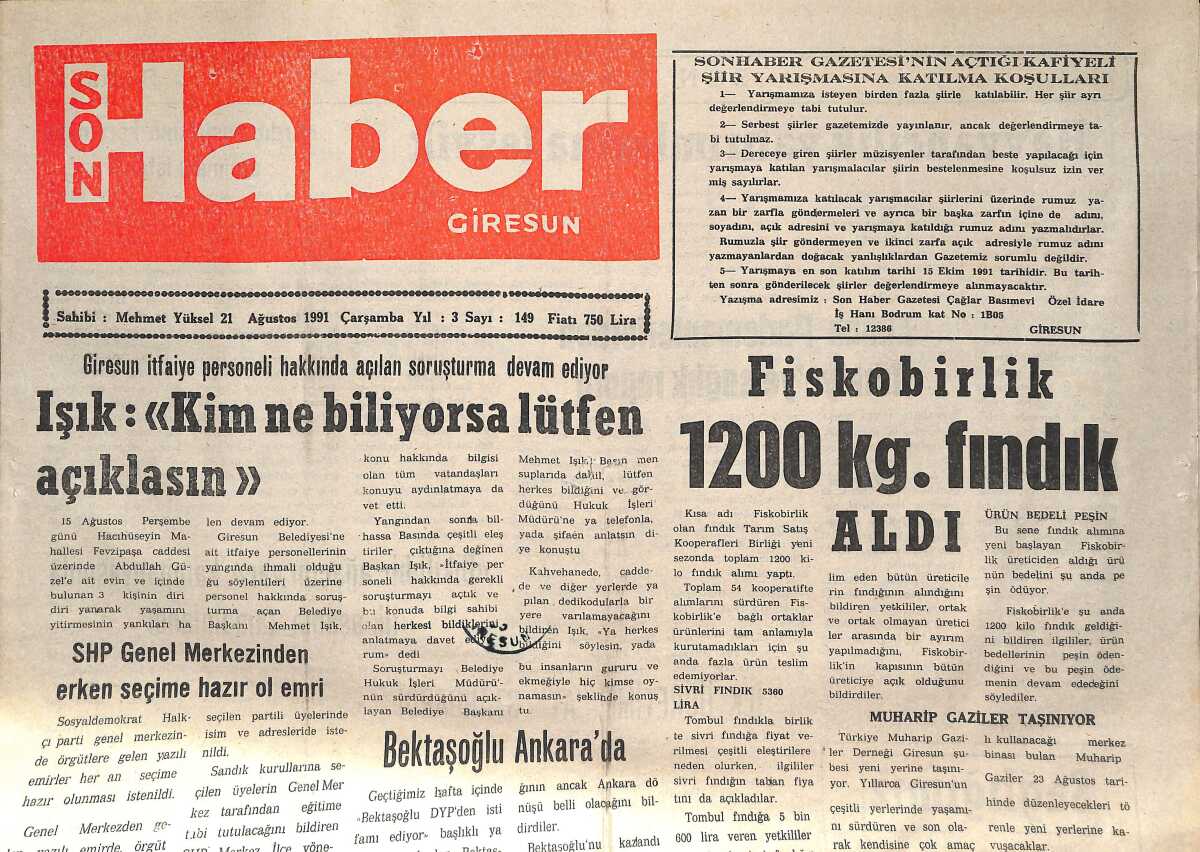 SON
Haber
GİRESUN
SONHABER GAZETESİ'NİN AÇTIĞI KAFİYELİ
ŞİİR YARIŞMASINA KATILMA KOŞULLARI
1— Yarışmamıza isteyen birden fazla şiirle katılabilir. Her şiir ayrı
değerlendirmeye tabi tutulur.
2— Serbest şiirler gazetemizde yayınlanır, ancak değerlendirmeye ta-
bi tutulmaz.
3— Dereceye giren şiirler müzisyenler tarafından beste yapılacağı için
yarışmaya katılan yarışmalacılar şiirin bestelenmesine koşulsuz izin ver
miş sayılırlar.
4— Yarışmamıza katılacak yarışmacılar şiirlerini üzerinde rumuz ya-
zan bir zarfla göndermeleri ve ayrıca bir başka zarfın içine de adını,
soyadını, açık adresini ve yarışmaya katıldığı rumuz adını yazmalıdırlar.
Rumuzla şiir göndermeyen ve ikinci zarfa açık adresiyle rumuz adını
yazmayanlardan doğacak yanlışlıklardan Gazetemiz sorumlu değildir.
5— Yarışmaya en son katılım tarihi 15 Ekim 1991 tarihidir. Bu tarih-
ten sonra gönderilecek şiirler değerlendirmeye alınmayacaktır.
Yazışma adresimiz : Son Haber Gazetesi Çağlar Basımevi Özel İdare
İş Hanı Bodrum kat No : 1B05
Tel : 12386 GİRESUN
Sahibi : Mehmet Yüksel 21 Ağustos 1991 Çarşamba Yıl : 3 Sayı : 149 Fiatı 750 Lira
Giresun itfaiye personeli hakkında açılan soruşturma devam ediyor
Işık : «Kim ne biliyorsa lütfen
açıklasın»
15 Ağustos Perşembe
günü Hacıhüseyin Ma-
hallesi Fevzipaşa caddesi
üzerinde Abdullah Gü-
zel'e ait evin ve içinde
bulunan 3 kişinin diri
diri yanarak yaşamını
yitirmesinin yankıları ha
len devam ediyor.
Giresun Belediyesi'ne
ait itfaiye personellerinin
yangında ihmali olduğu
ğu söylentileri üzerine
personel hakkında soruş-
turma açan Belediye
Başkanı Mehmet Işık,
konu hakkında bilgisi
olan tüm vatandaşları
konuyu aydınlatmaya da
vet etti.
Yangından sonra bil-
hassa Basında çeşitli eleş
tiriler çıktığına değinen
Başkan Işık, «İtfaiye per
soneli hakkında gerekli
soruşturmayı açtık ve
bu konuda bilgi sahibi
olan herkesi bildiklerini
anlatmaya davet ediyo
rum» dedi
Soruşturmayı Belediye
Hukuk İşleri Müdürü'-
nün sürdürdüğünü açık-
layan Belediye Başkanı
Mehmet Işık, Basın men
suplarıda dahil, lütfen
herkes bildiğini ve gör-
düğünü Hukuk İşleri
Müdürü'ne ya telefonla,
yada şifaen anlatsın di-
ye konuştu
Kahvehanede, cadde-
de ve diğer yerlerde ya
pılan dedikodularla bir
yere varılamayacağını
bildiren Işık, «Ya herkes
bildiğini söylesin, yada
bu insanların gururu ve
ekmeğiyle hiç kimse oy-
namasın» şeklinde konuş
tu.
RESUN
SHP Genel Merkezinden
erken seçime hazır ol emri
Sosyaldemokrat Halk-
çı parti genel merkezin-
de örgütlere gelen yazılı
emirler her an seçime
hazır olunması istenildi.
Genel Merkezden ge-
len yazılı emirde, örgüt
seçilen partili üyelerinde
isim ve adresleride iste-
nildi.
Sandık kurullarına se-
çilen üyelerin Genel Mer
kez tarafından eğitime
tabi tutulacağını bildiren
SHP Merkez İlçe yöne-
Bektaşoğlu Ankara'da
Geçtiğimiz hafta içinde
«Bektaşoğlu DYP'den isti
famı ediyor» başlıklı ya
ğının ancak Ankara dö
nüşü belli olacağını bil-
dirdiler.
Bektaşoğlu'nu kazandı
Fiskobirlik
1200 kg. fındık
ALDI
Kısa adı Fiskobirlik
olan fındık Tarım Satış
Kooperafleri Birliği yeni
sezonda toplam 1200 ki-
lo fındık alımı yaptı.
Toplam 54 kooperatifte
alımlarını sürdüren Fis-
kobirlik'e bağlı ortaklar
ürünlerini tam anlamıyla
kurutamadıkları için şu
anda fazla ürün teslim
edemiyorlar.
SİVRİ FINDIK 5360
LİRA
Tombul fındıkla birlik
te sivri fındığa fiyat ve-
rilmesi çeşitli eleştirilere
neden olurken, ilgililer
sivri fındığın taban fiya
tını da açıkladılar.
Tombul fındığa 5 bin
600 lira veren yetkililer
lim eden bütün üreticile
rin fındığının alındığını
bildiren yetkililer, ortak
ve ortak olmayan üretici
ler arasında bir ayırım
yapılmadığını, Fiskobir-
lik'in kapısının bütün
üreticiye açık olduğunu
bildirdiler.
ÜRÜN BEDELİ PEŞİN
Bu sene fındık alımına
yeni başlayan Fiskobir-
lik üreticiden aldığı ürü
nün bedelini şu anda pe
şin ödüyor.
Fiskobirlik'e şu anda
1200 kilo fındık geldiği-
ni bildiren ilgililer, ürün
bedellerinin peşin öden-
diğini ve bu peşin öde-
menin devam edeceğini
söylediler.
MUHARİP GAZİLER TAŞINIYOR
Türkiye Muharip Gazi-
ler Derneği Giresun şu-
besi yeni yerine taşını-
yor. Yıllarca Giresun'un
çeşitli yerlerinde yaşamı-
nı sürdüren ve son ola-
rak kendisine çok amaç
lı kullanacağı merkez
binası bulan Muharip
Gaziler 23 Ağustos tari-
hinde düzenleyecekleri tö
renle yeni yerlerine ka-
vuşacaklar.